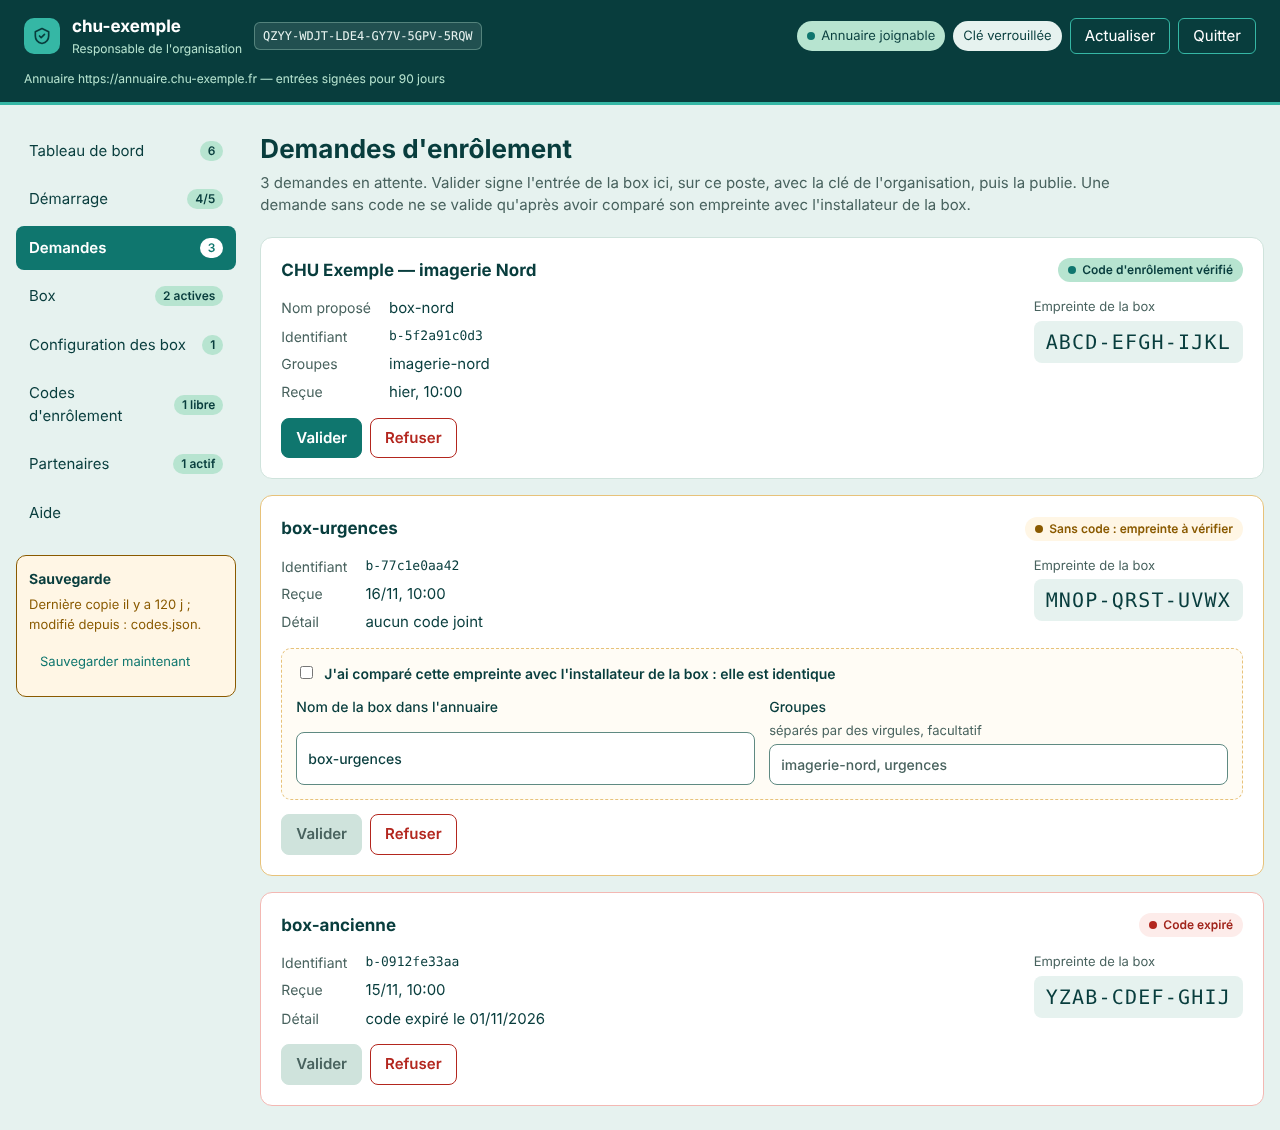 chu-exemple
Responsable de l'organisation
QZYY-WDJT-LDE4-GY7V-5GPV-5RQW
Annuaire joignable
Clé verrouillée
Actualiser
Quitter
Annuaire https://annuaire.chu-exemple.fr — entrées signées pour 90 jours
Tableau de bord 6
Démarrage 4/5
Demandes 3
Box 2 actives
Configuration des box 1
Codes
d'enrôlement 1 libre
Partenaires 1 actif
Aide
Sauvegarde
Dernière copie il y a 120 j ;
modifié depuis : codes.json.
Sauvegarder maintenant
Demandes d'enrôlement
3 demandes en attente. Valider signe l'entrée de la box ici, sur ce poste, avec la clé de l'organisation, puis la publie. Une
demande sans code ne se valide qu'après avoir comparé son empreinte avec l'installateur de la box.
CHU Exemple — imagerie Nord
Code d'enrôlement vérifié
Nom proposé box-nord
Identifiant b-5f2a91c0d3
Groupes imagerie-nord
Reçue hier, 10:00
Empreinte de la box
ABCD-EFGH-IJKL
Valider
Refuser
box-urgences
Sans code : empreinte à vérifier
Identifiant b-77c1e0aa42
Reçue 16/11, 10:00
Détail aucun code joint
Empreinte de la box
MNOP-QRST-UVWX
J'ai comparé cette empreinte avec l'installateur de la box : elle est identique
Nom de la box dans l'annuaire
box-urgences
Groupes
séparés par des virgules, facultatif
imagerie-nord, urgences
Valider
Refuser
box-ancienne
Code expiré
Identifiant b-0912fe33aa
Reçue 15/11, 10:00
Détail code expiré le 01/11/2026
Empreinte de la box
YZAB-CDEF-GHIJ
Valider
Refuser